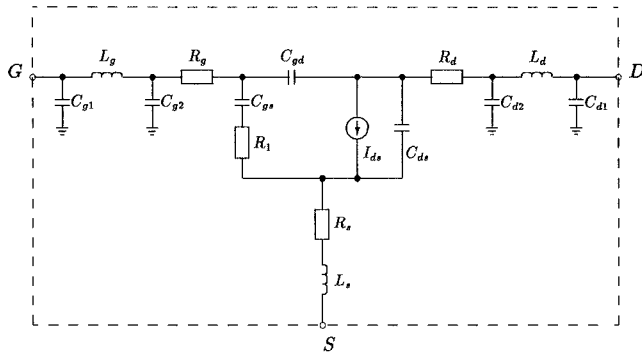 L_g R_g C_gd R_d L_d
G D
C_g1 C_g2 C_gs C_d2 C_d1
R_1 I_ds C_ds
R_s
L_s
S